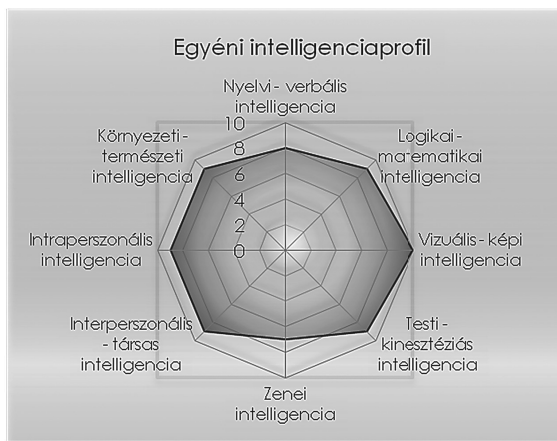 Egyéni intelligenciaprofil
Nyelvi - verbális
intelligencia
Logikai -
matematikai
intelligencia
Vizuális - képi
intelligencia
Testi -
kinesztéziás
intelligencia
Zenei
intelligencia
Interperszonális
- társas
intelligencia
Intraperszonális
intelligencia
Környezeti -
természeti
intelligencia
10
8
6
4
2
0